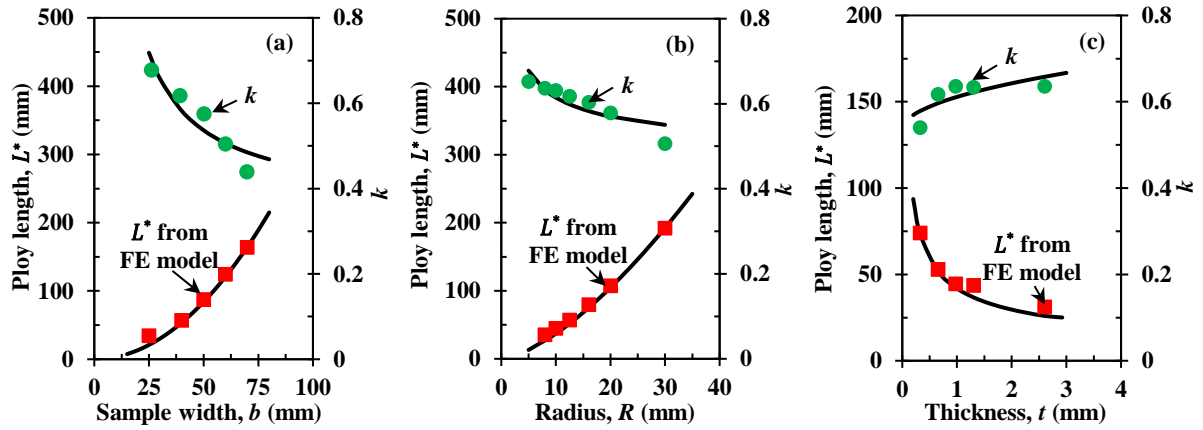 500
400
300
200
100
0
Ploy length, L* (mm)
0.8
0.6
0.4
0.2
0
k
(a)
k
L* from
FE model
0
25
50
75
100
Sample width, b (mm)
500
400
300
200
100
0
Ploy length, L* (mm)
0.8
0.6
0.4
0.2
0
k
(b)
k
L* from
FE model
0
10
20
30
40
Radius, R (mm)
200
150
100
50
0
Ploy length, L* (mm)
0.8
0.6
0.4
0.2
0
k
(c)
k
L* from
FE model
0
1
2
3
4
Thickness, t (mm)